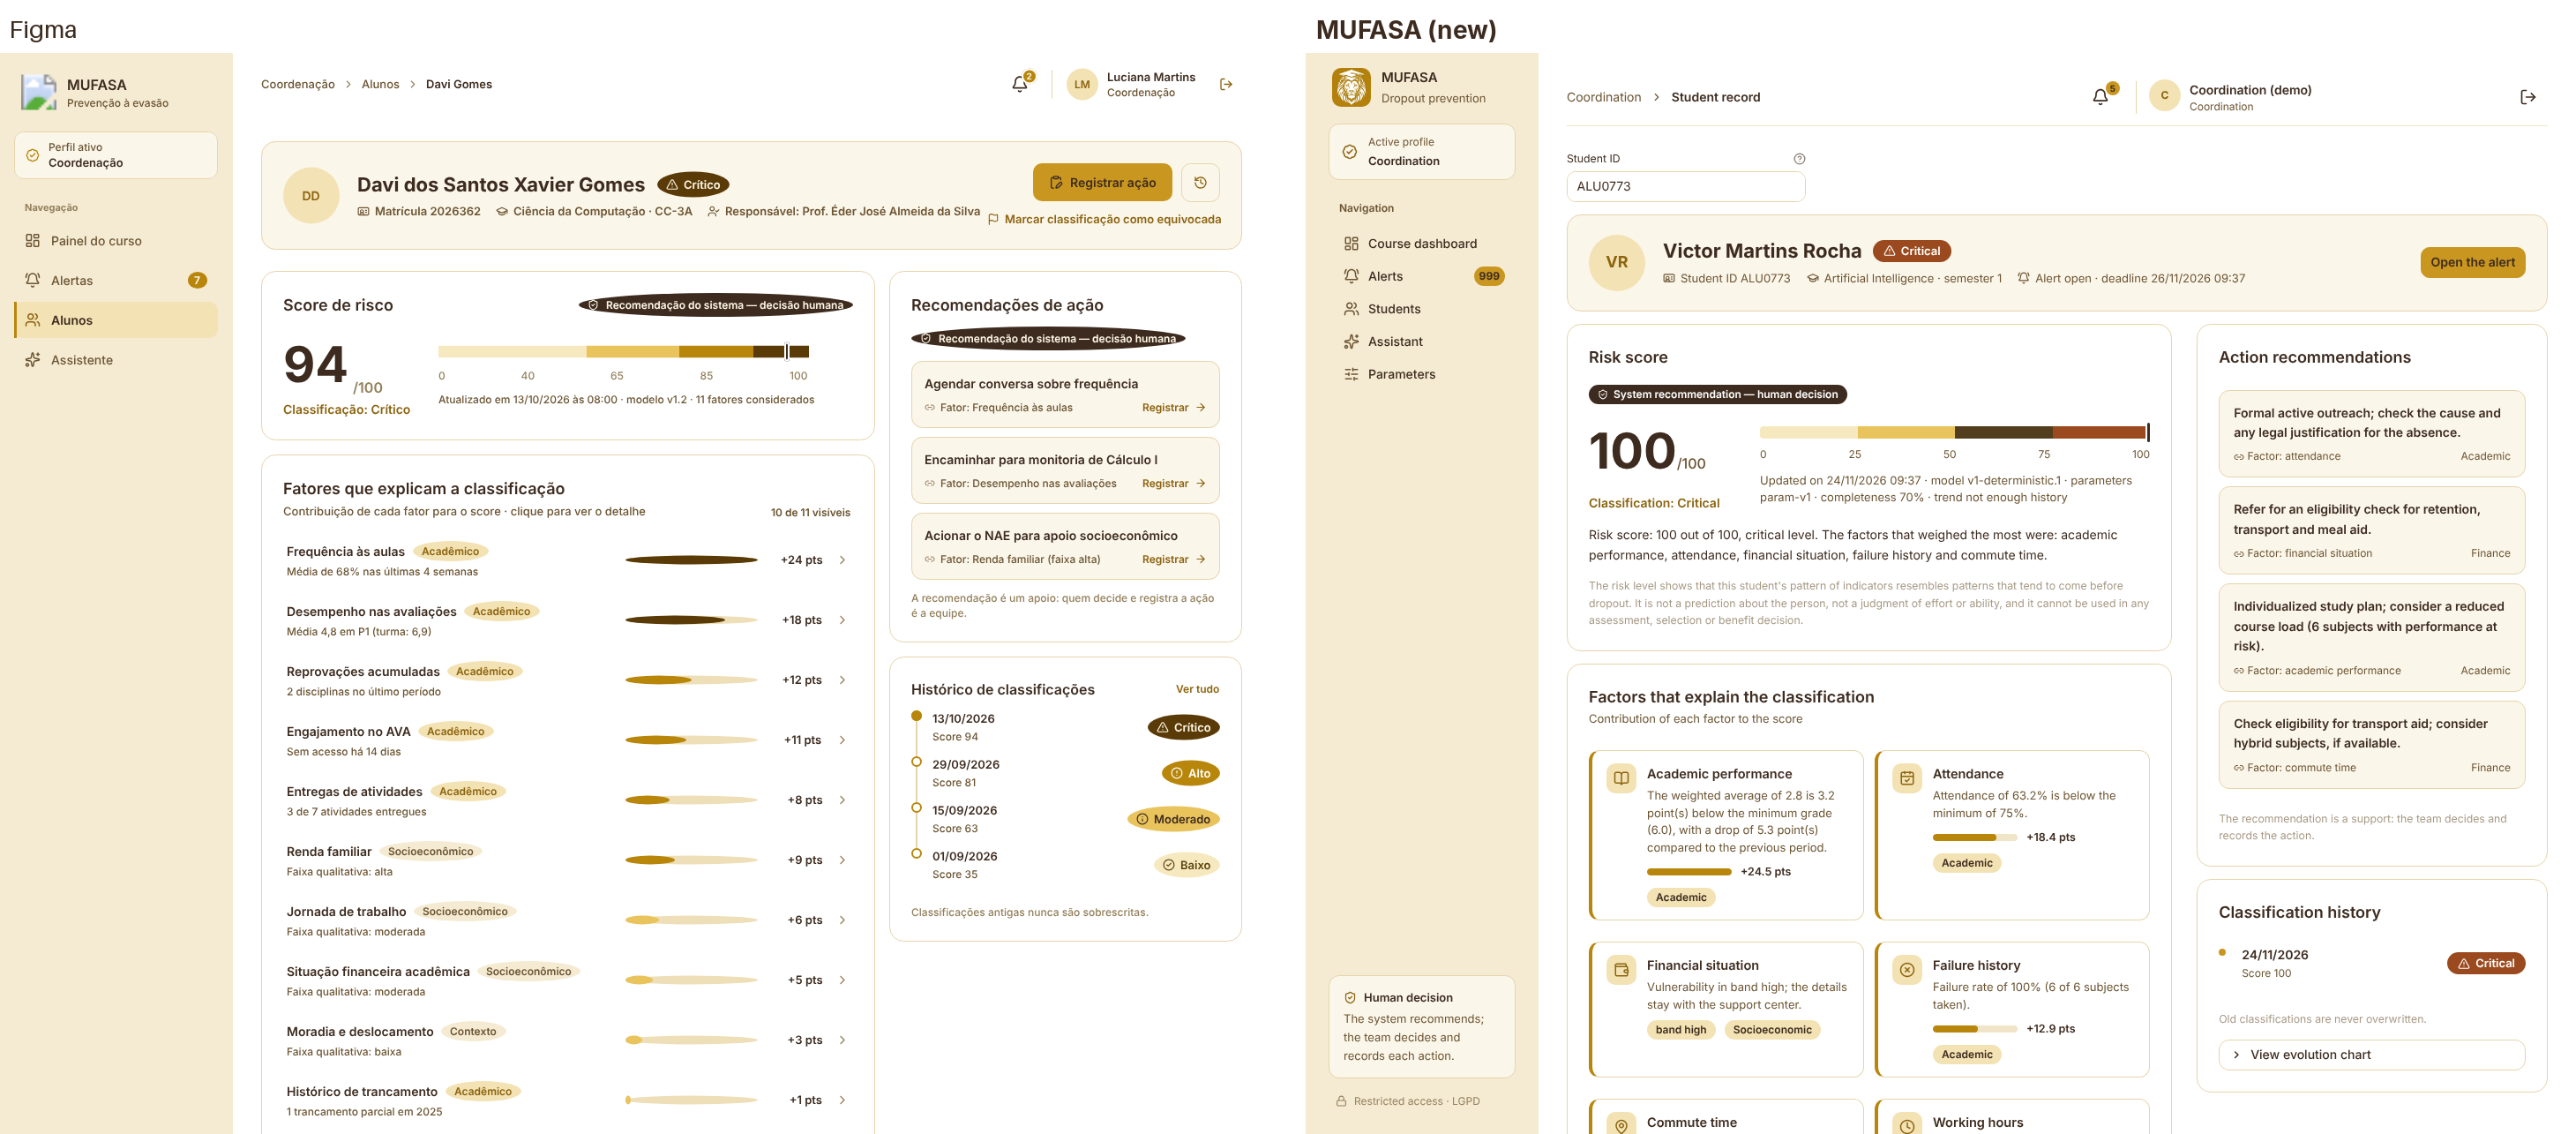 Figma
MUFASA
Prevenção à evasão
Perfil ativo
Coordenação
Navegação
Painel do curso
Alertas 7
Alunos
Assistente
Coordenação > Alunos > Davi Gomes
2
LM
Luciana Martins
Coordenação
DD
Davi dos Santos Xavier Gomes
Crítico
Matrícula 2026362
Ciência da Computação · CC-3A
Responsável: Prof. Éder José Almeida da Silva
Registrar ação
Marcar classificação como equivocada
Score de risco
Recomendação do sistema — decisão humana
94 /100
Classificação: Crítico
0 40 65 85 100
Atualizado em 13/10/2026 às 08:00 · modelo v1.2 · 11 fatores considerados
Fatores que explicam a classificação
Contribuição de cada fator para o score · clique para ver o detalhe
10 de 11 visíveis
Frequência às aulas Acadêmico
Média de 68% nas últimas 4 semanas
+24 pts
Desempenho nas avaliações Acadêmico
Média 4,8 em P1 (turma: 6,9)
+18 pts
Reprovações acumuladas Acadêmico
2 disciplinas no último período
+12 pts
Engajamento no AVA Acadêmico
Sem acesso há 14 dias
+11 pts
Entregas de atividades Acadêmico
3 de 7 atividades entregues
+8 pts
Renda familiar Socioeconômico
Faixa qualitativa: alta
+9 pts
Jornada de trabalho Socioeconômico
Faixa qualitativa: moderada
+6 pts
Situação financeira acadêmica Socioeconômico
Faixa qualitativa: moderada
+5 pts
Moradia e deslocamento Contexto
Faixa qualitativa: baixa
+3 pts
Histórico de trancamento Acadêmico
1 trancamento parcial em 2025
+1 pts
Recomendações de ação
Recomendação do sistema — decisão humana
Agendar conversa sobre frequência
Fator: Frequência às aulas
Registrar
Encaminhar para monitoria de Cálculo I
Fator: Desempenho nas avaliações
Registrar
Acionar o NAE para apoio socioeconômico
Fator: Renda familiar (faixa alta)
Registrar
A recomendação é um apoio: quem decide e registra a ação
é a equipe.
Histórico de classificações
Ver tudo
13/10/2026
Score 94
Crítico
29/09/2026
Score 81
Alto
15/09/2026
Score 63
Moderado
01/09/2026
Score 35
Baixo
Classificações antigas nunca são sobrescritas.
MUFASA (new)
MUFASA
Dropout prevention
Active profile
Coordination
Navigation
Course dashboard
Alerts 999
Students
Assistant
Parameters
Human decision
The system recommends;
the team decides and
records each action.
Restricted access · LGPD
Coordination > Student record
5
C
Coordination (demo)
Coordination
Student ID
ALU0773
VR
Victor Martins Rocha
Critical
Student ID ALU0773
Artificial Intelligence · semester 1
Alert open · deadline 26/11/2026 09:37
Open the alert
Risk score
System recommendation — human decision
100/100
Classification: Critical
0 25 50 75 100
Updated on 24/11/2026 09:37 · model v1-deterministic.1 · parameters
param-v1 · completeness 70% · trend not enough history
Risk score: 100 out of 100, critical level. The factors that weighed the most were: academic
performance, attendance, financial situation, failure history and commute time.
The risk level shows that this student's pattern of indicators resembles patterns that tend to come before
dropout. It is not a prediction about the person, not a judgment of effort or ability, and it cannot be used in any
assessment, selection or benefit decision.
Factors that explain the classification
Contribution of each factor to the score
Academic performance
The weighted average of 2.8 is 3.2
point(s) below the minimum grade
(6.0), with a drop of 5.3 point(s)
compared to the previous period.
+24.5 pts
Academic
Attendance
Attendance of 63.2% is below the
minimum of 75%.
+18.4 pts
Academic
Financial situation
Vulnerability in band high; the details
stay with the support center.
band high Socioeconomic
Failure history
Failure rate of 100% (6 of 6 subjects
taken).
+12.9 pts
Academic
Commute time
Working hours
Action recommendations
Formal active outreach; check the cause and
any legal justification for the absence.
Factor: attendance
Academic
Refer for an eligibility check for retention,
transport and meal aid.
Factor: financial situation
Finance
Individualized study plan; consider a reduced
course load (6 subjects with performance at
risk).
Factor: academic performance
Academic
Check eligibility for transport aid; consider
hybrid subjects, if available.
Factor: commute time
Finance
The recommendation is a support: the team decides and
records the action.
Classification history
24/11/2026
Score 100
Critical
Old classifications are never overwritten.
View evolution chart